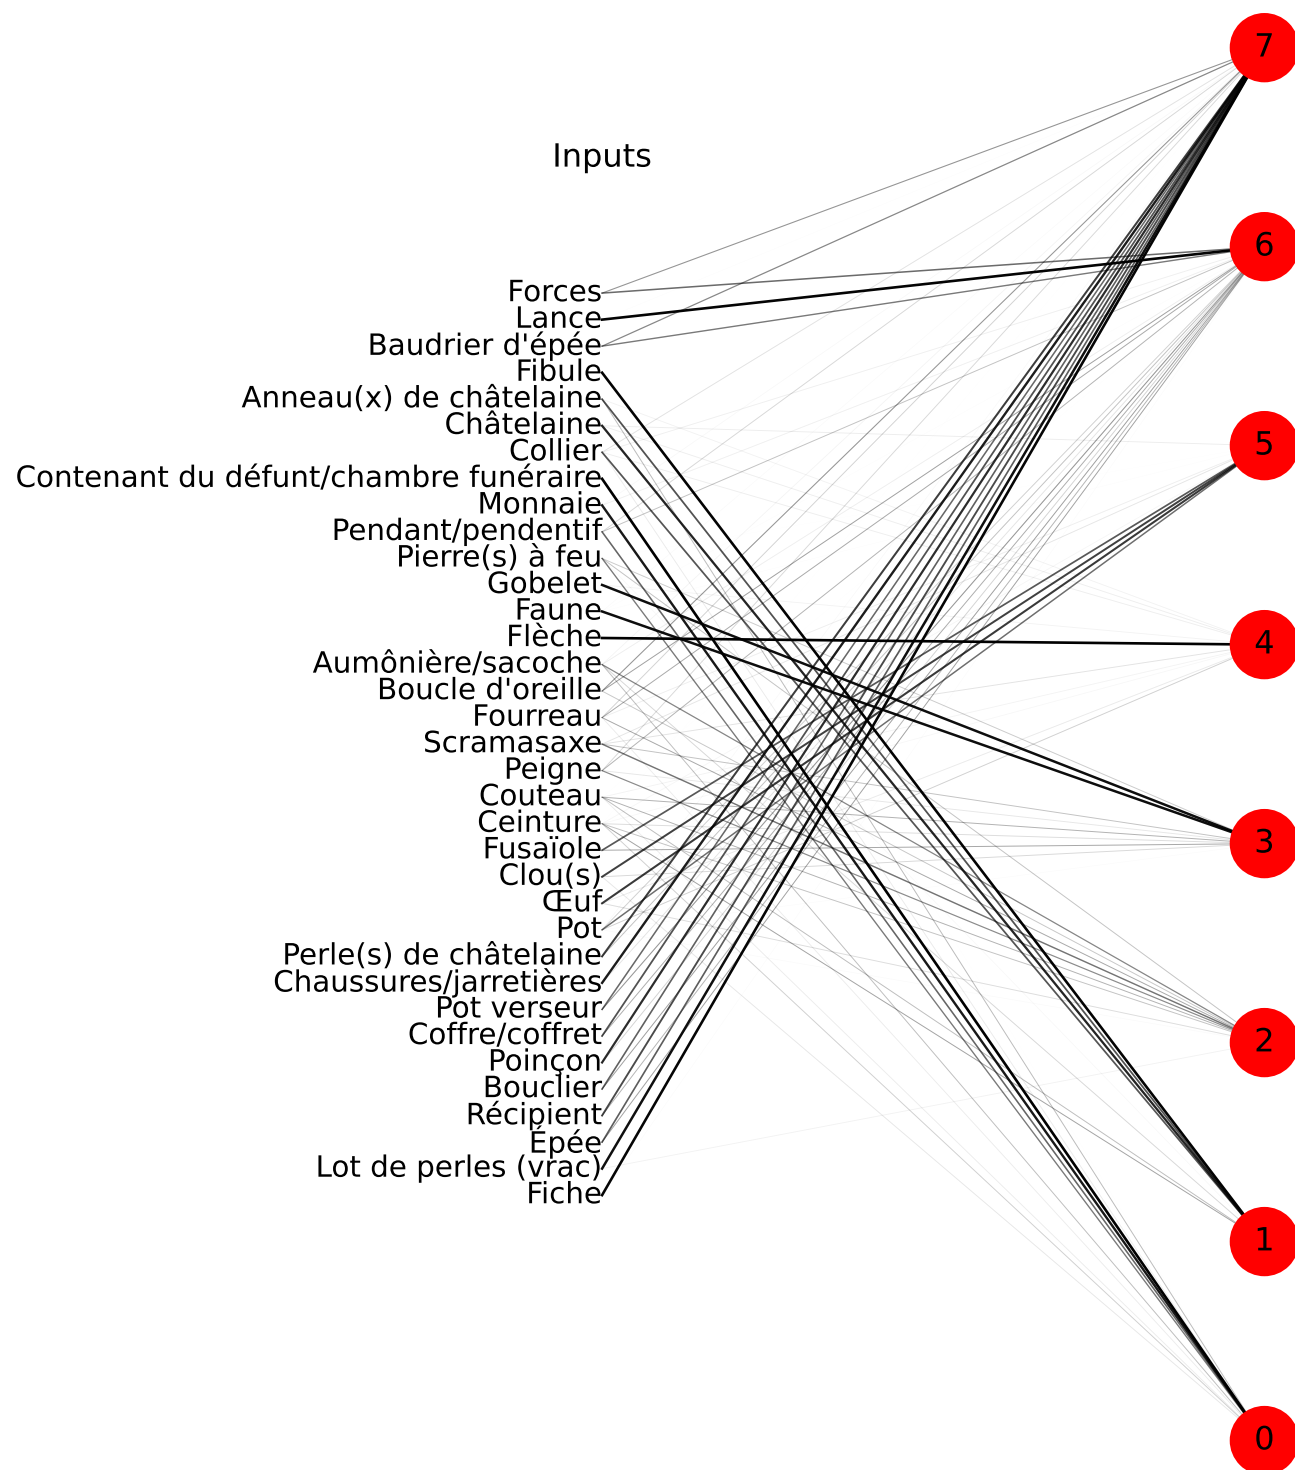 7
Inputs
6
Forces
Lance
Baudrier d'épée
Fibule
Anneau(x) de châtelaine
Châtelaine
5
Collier
Contenant du défunt/chambre funéraire
Monnaie
Pendant/pendentif
Pierre(s) à feu
Gobelet
Faune
Flèche
4
Aumônière/sacoche
Boucle d'oreille
Fourreau
Scramasaxe
Peigne
Couteau
Ceinture
3
Fusaïole
Clou(s)
Œuf
Pot
Perle(s) de châtelaine
Chaussures/jarretières
Pot verseur
Coffre/coffret
2
Poinçon
Bouclier
Récipient
Épée
Lot de perles (vrac)
Fiche
1
0